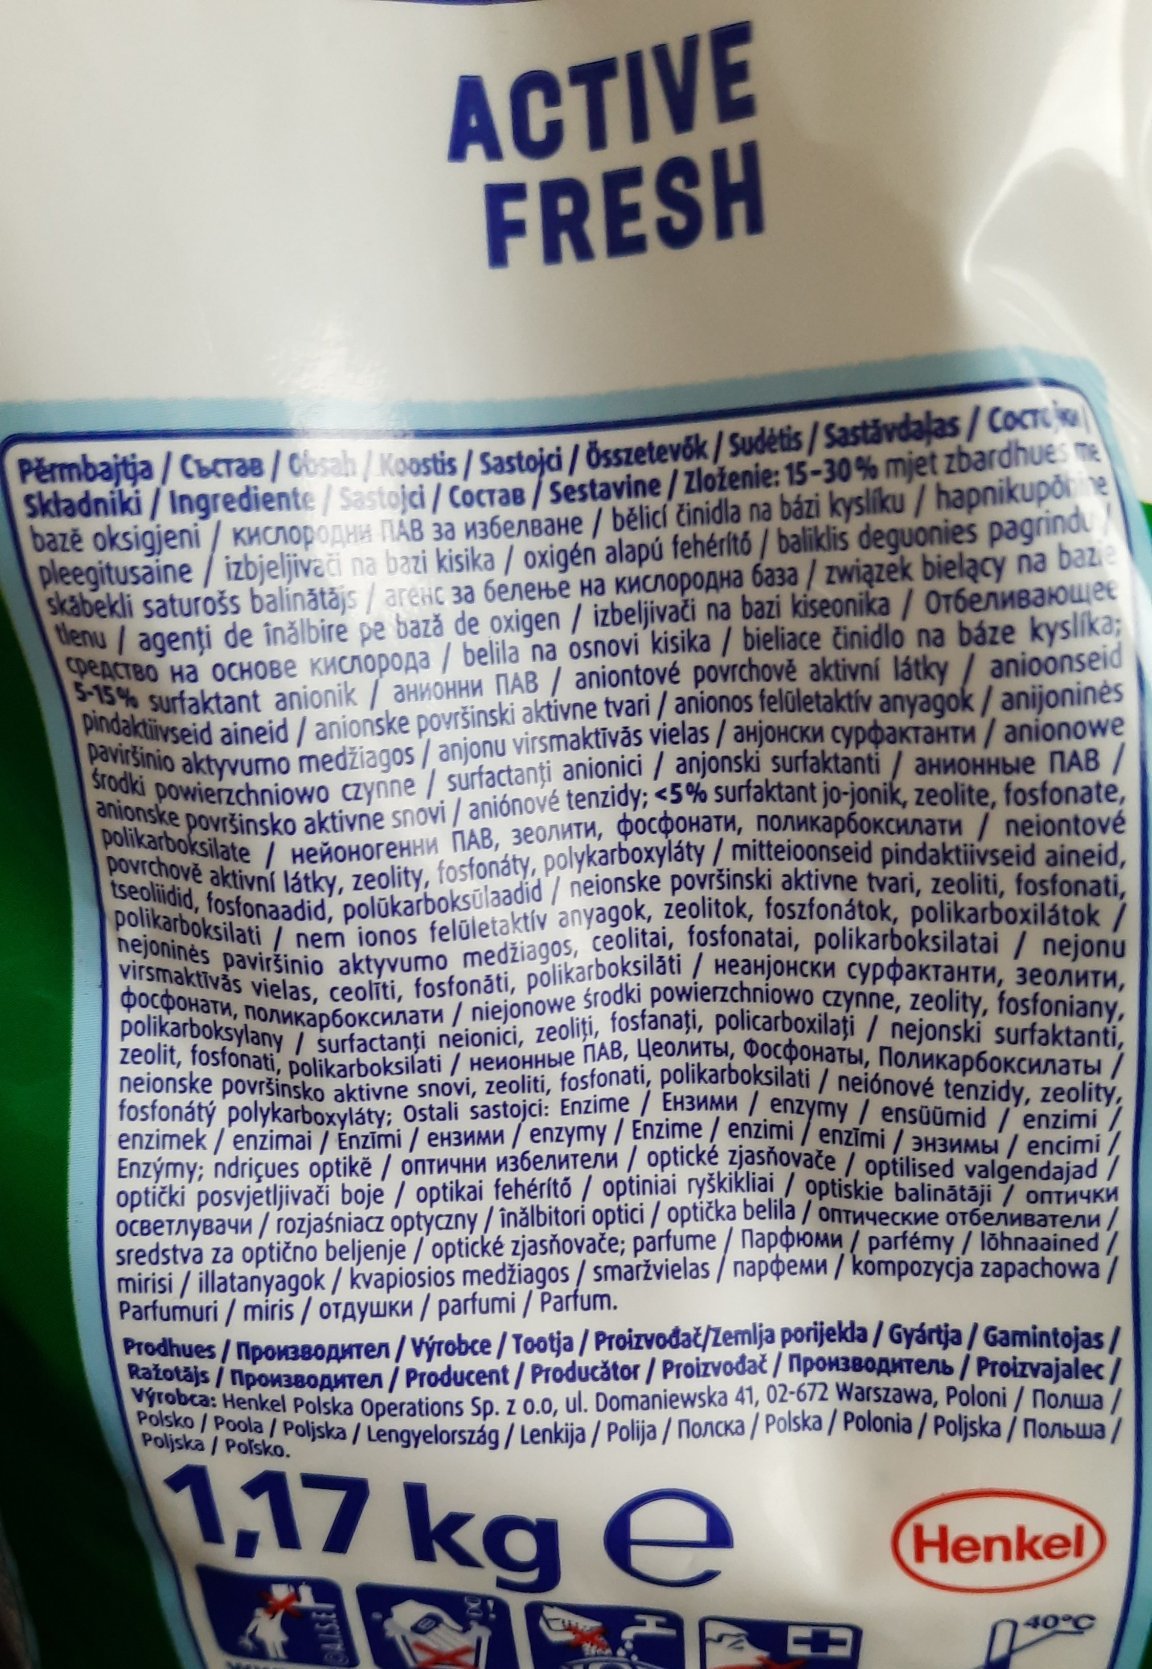 ACTIVE
FRESH
Përmbajtja / Състав / Obsah / Koostis / Sastojci / Összetevők / Sudėtis / Sastāvdaļas /
Składniki / Ingrediente / Sastojci / Состав / Sestavine / Zloženie: 15-30% mjet zbardhues me
bazë oksigjeni / кислородни ПАВ за избелване / bělicí činidla na bázi kyslíku /
pleegitusaine / izbjeljivači na bazi kisika / oxigén alapú fehérítő / baliklis deguonies pagrindu /
skābekli saturošs balinātājs / агенс за белење на кислородна база / związek bielący na bazie
tlenu / agenți de înălbire pe bază de oxigen / izbeljivači na bazi kiseonika / Отбеливающее
средство на основе кислорода / belila na osnovi kisika / bieliace činidlo na báze kyslíka;
5-15% surfaktant anionik / анионни ПАВ / aniontové povrchově aktivní látky / anioonseid
pindaktiivseid aineid / anionske površinski aktivne tvari / anionos felületaktív anyagok / anijoninės
paviršinio aktyvumo medžiagos / anjonu virsmaktīvās vielas / анјонски сурфактанти / anionowe
środki powierzchniowo czynne / surfactanți anionici / anjonski surfaktanti / анионные ПАВ /
anionske površinsko aktivne snovi / aniónové tenzidy; <5% surfaktant jo-jonik, zeolite, fosfonate,
polikarboksilate / нейоногенни ПАВ, зеолити, фосфонати, поликарбоксилати / neiontové
povrchově aktivní látky, zeolity, fosfonáty, polykarboxyláty / mitteioonseid pindaktiivseid aineid,
tseoliidid, fosfonaadid, polükarboksülaadid / neionske površinski aktivne tvari, zeoliti, fosfonati,
polikarboksilati / nem ionos felületaktív anyagok, zeolitok, foszfonátok, polikarboxilátok /
nejoninės paviršinio aktyvumo medžiagos, ceolitai, fosfonatai, polikarboksilatai / nejonu
virsmaktīvās vielas, ceolīti, fosfonāti, polikarboksilāti / неанјонски сурфактанти, зеолити,
фосфонати, поликарбоксилати / niejonowe środki powierzchniowo czynne, zeolity, fosfoniany,
polikarboksylany / surfactanți neionici, zeoliți, fosfanați, policarboxilați / nejonski surfaktanti,
zeolit, fosfonati, polikarboksilati / неионные ПАВ, Цеолиты, Фосфонаты, Поликарбоксилаты /
neionske površinsko aktivne snovi, zeoliti, fosfonati, polikarboksilati / neiónové tenzidy, zeolity,
fosfonátý polykarboxyláty; Ostali sastojci: Enzime / Ензими / enzymy / ensüümid / enzimi /
enzimek / enzimai / Enzīmi / ензими / enzymy / Enzime / enzimi / enzīmi / энзимы / encimi /
Enzýmy; ndriçues optikë / оптични избелители / optické zjasňovače / optilised valgendajad /
optički posvjetljivači boje / optikai fehérítő / optiniai ryškikliai / optiskie balinātāji / оптички
осветлувачи / rozjaśniacz optyczny / înălbitori optici / optička belila / оптические отбеливатели /
sredstva za optično beljenje / optické zjasňovače; parfume / Парфюми / parfémy / lõhnaained /
mirisi / illatanyagok / kvapiosios medžiagos / smaržvielas / парфеми / kompozycja zapachowa /
Parfumuri / miris / отдушки / parfumi / Parfum.
Prodhues / Производител / Výrobce / Tootja / Proizvođač/Zemlja porijekla / Gyártja / Gamintojas /
Ražotājs / Производител / Producent / Producător / Proizvođač / Производитель / Proizvajalec /
Výrobca: Henkel Polska Operations Sp. z o.o, ul. Domaniewska 41, 02-672 Warszawa, Poloni / Полша /
Polsko / Poola / Poljska / Lengyelország / Lenkija / Polija / Полска / Polska / Polonia / Poljska / Польша /
Poljska / Poľsko.
1,17 kg e
Henkel
40°C